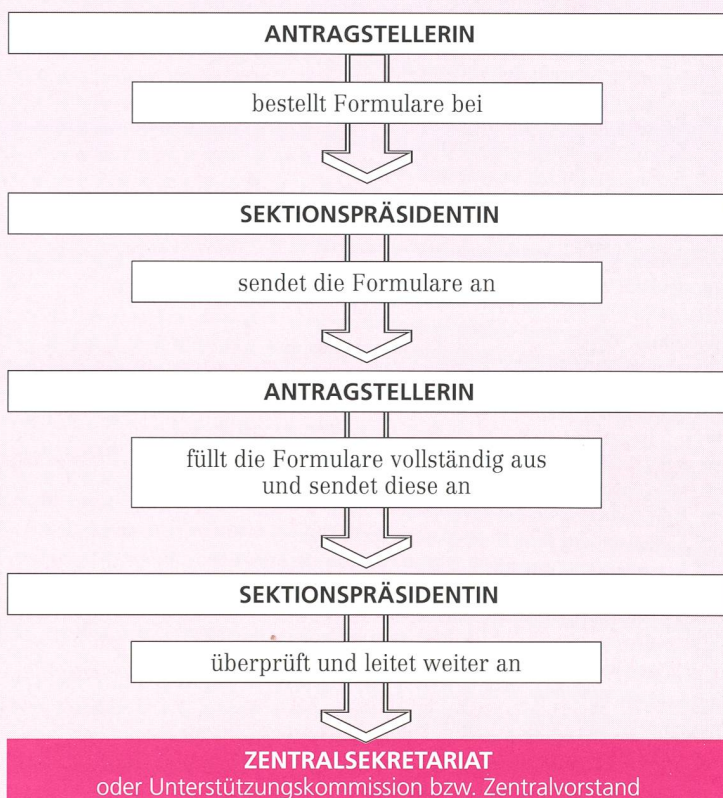 ANTRAGSTELLERIN
bestellt Formulare bei
SEKTIONSPRÄSIDENTIN
sendet die Formulare an
ANTRAGSTELLERIN
füllt die Formulare vollständig aus
und sendet diese an
SEKTIONSPRÄSIDENTIN
überprüft und leitet weiter an
ZENTRALSEKRETARIAT
oder Unterstützungskommission bzw. Zentralvorstand